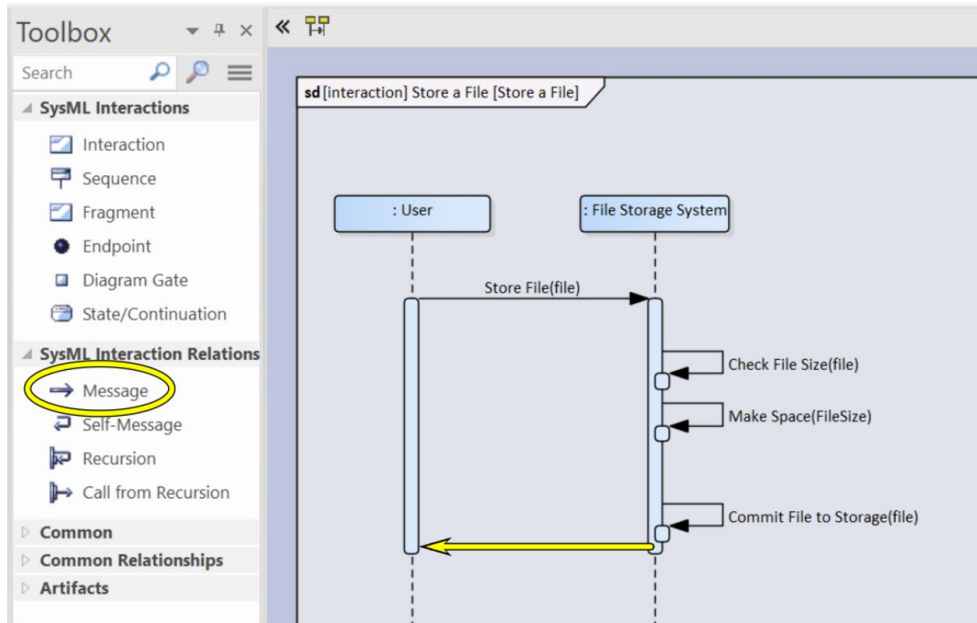 Toolbox
Search
SysML Interactions
Interaction
Sequence
Fragment
Endpoint
Diagram Gate
State/Continuation
SysML Interaction Relations
Message
Self-Message
Recursion
Call from Recursion
Common
Common Relationships
Artifacts
sd [interaction] Store a File [Store a File]
: User
: File Storage System
Store File(file)
Check File Size(file)
Make Space(FileSize)
Commit File to Storage(file)